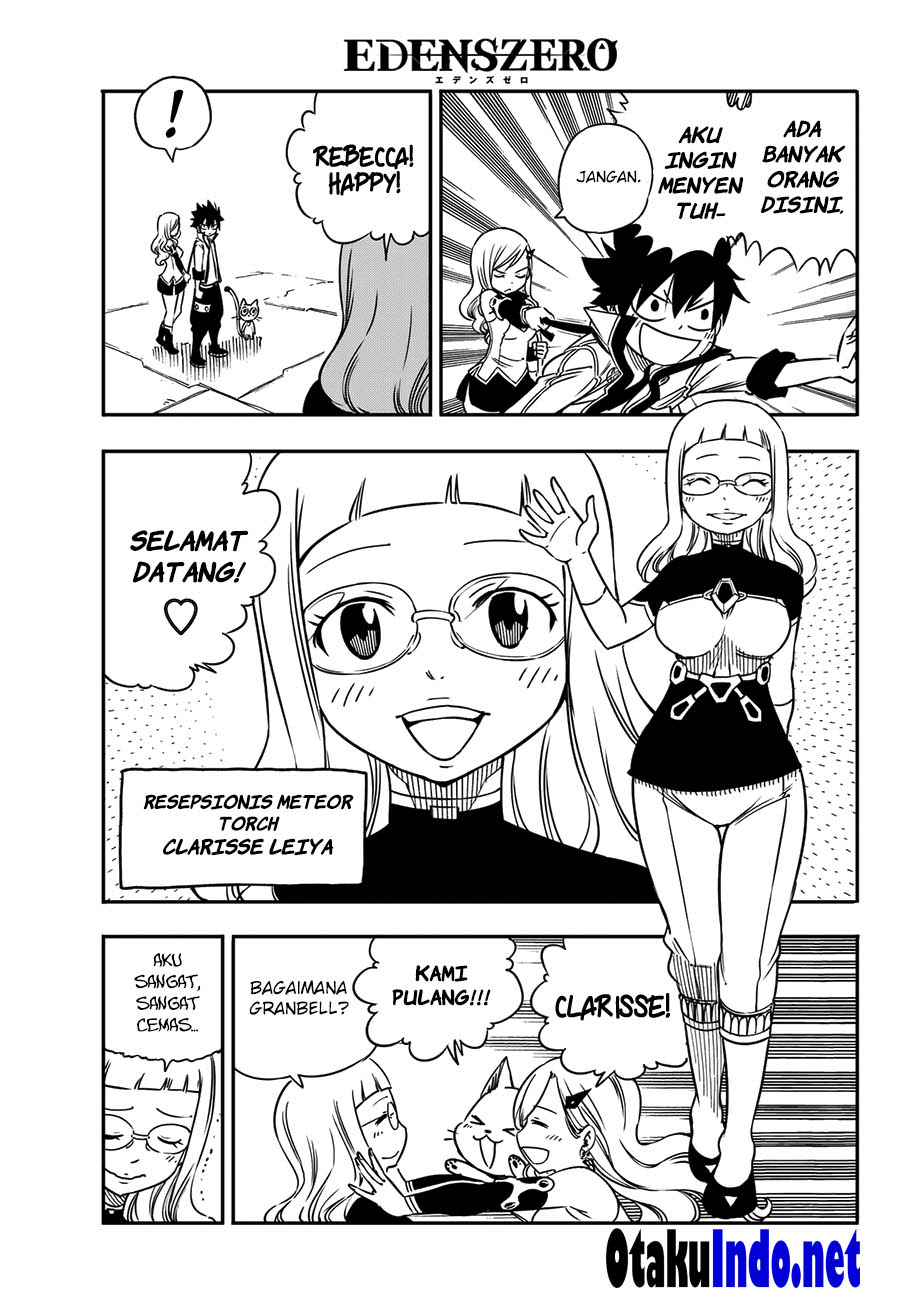 EDENSZERO
エデンズゼロ
ADA
BANYAK
ORANG
DISINI.
AKU
INGIN
MENYEN
TUH-
JANGAN.
REBECCA!
HAPPY!
!
SELAMAT
DATANG!
♡
RESEPSIONIS METEOR
TORCH
CLARISSE LEIYA
CLARISSE!
KAMI
PULANG!!!
BAGAIMANA
GRANBELL?
AKU
SANGAT,
SANGAT
CEMAS...
OtakuIndo.net